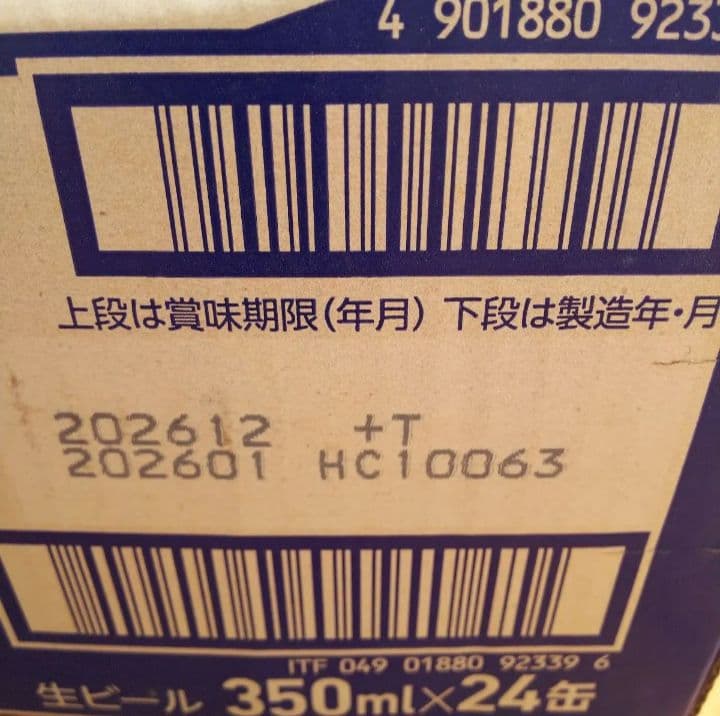 4 901880 923
上段は賞味期限(年月) 下段は製造年・月
202612 +T
202601 HC10063
ITF 049 01880 92339 6
生ビール 350ml×24缶